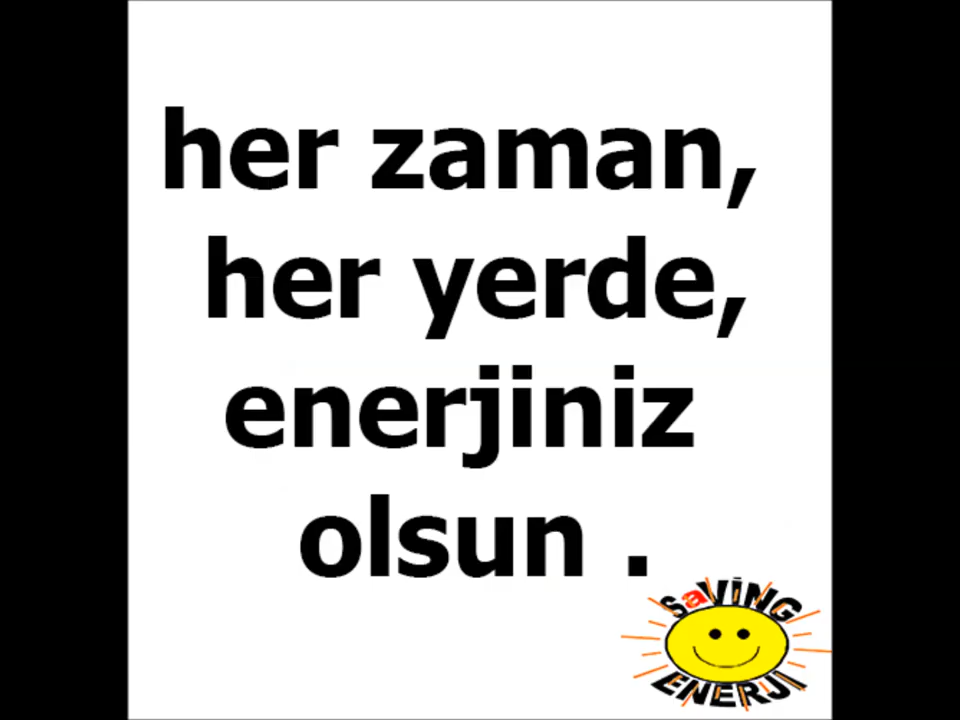 her zaman,
her yerde,
enerjiniz
olsun .
SaVİNG
ENERJI